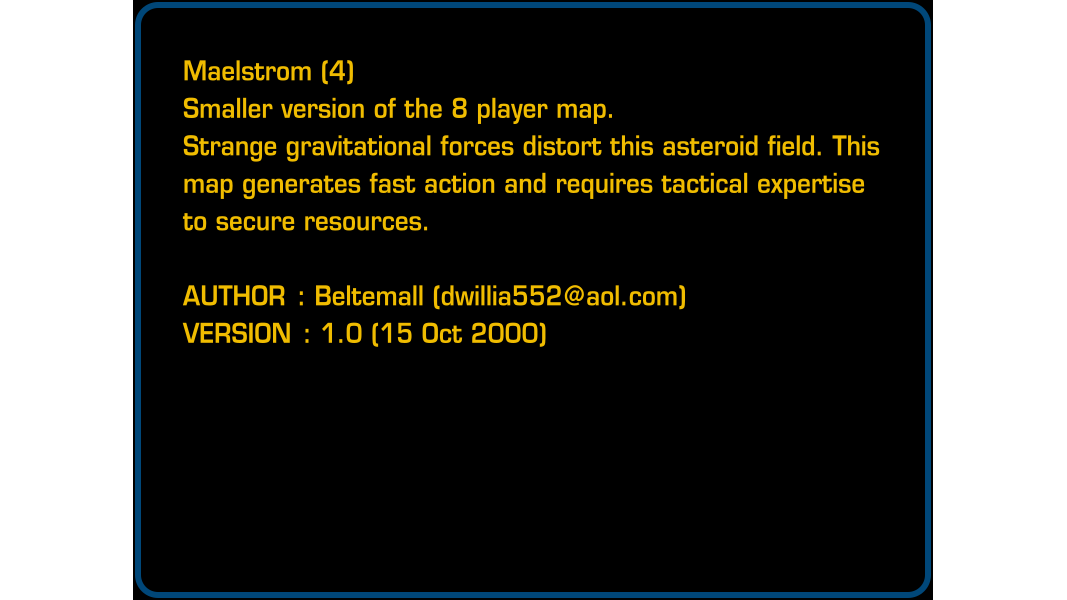 Maelstrom (4)
Smaller version of the 8 player map.
Strange gravitational forces distort this asteroid field. This
map generates fast action and requires tactical expertise
to secure resources.
AUTHOR : Beltemall (dwillia552@aol.com)
VERSION : 1.0 (15 Oct 2000)